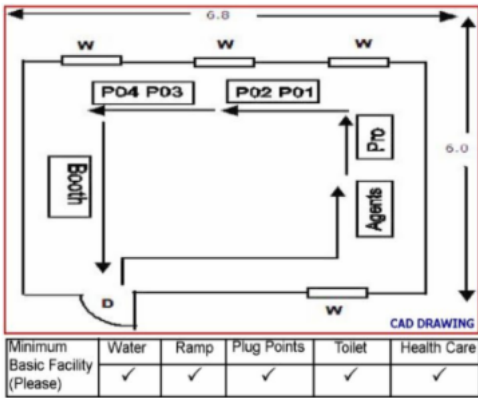 6.8
W W W
P04 P03 P02 P01
Pro
6.0
Booth
Agents
D
W
CAD DRAWING
Minimum Basic Facility (Please) Water Ramp Plug Points Toilet Health Care
✓ ✓ ✓ ✓ ✓